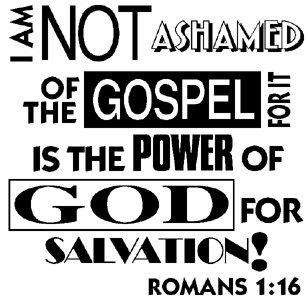 I AM NOT ASHAMED
OF THE GOSPEL FOR IT
IS THE POWER OF
GOD FOR
SALVATION!
ROMANS 1:16